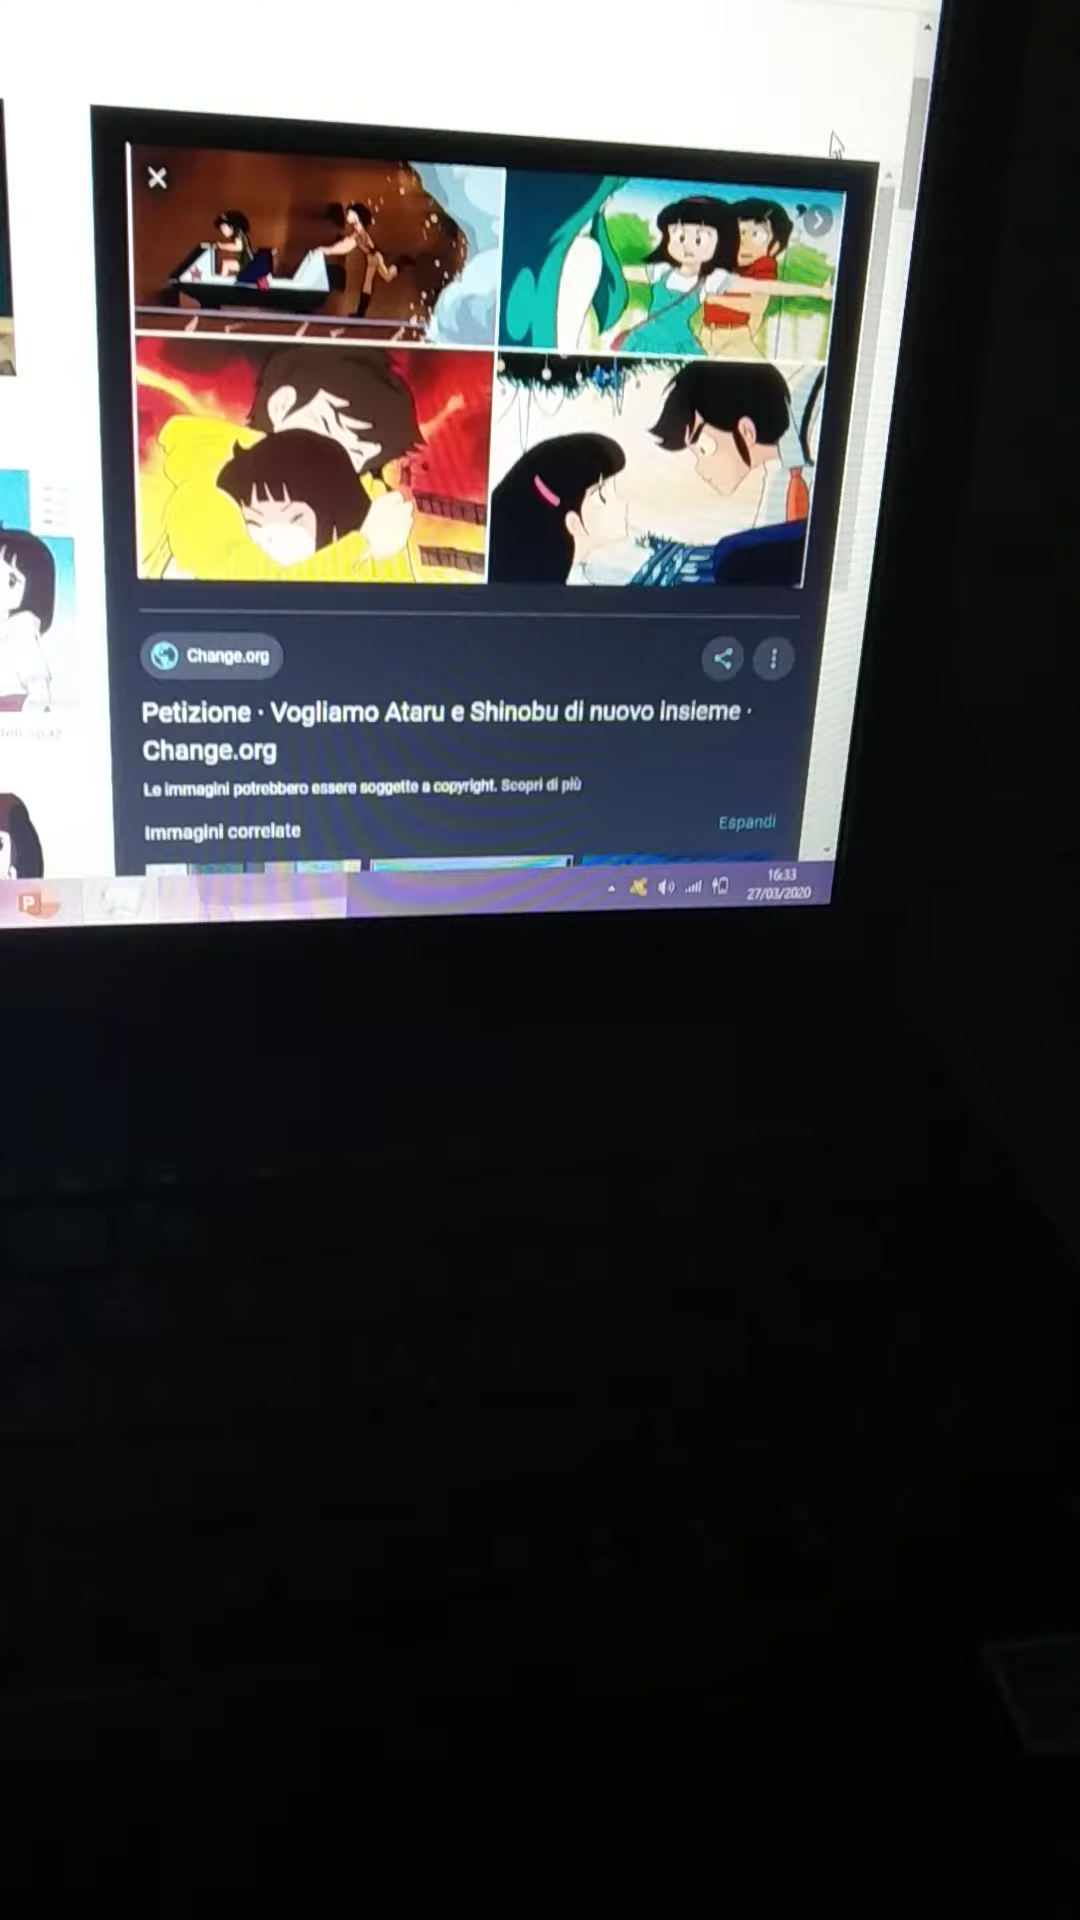 Change.org
Petizione · Vogliamo Ataru e Shinobu di nuovo insieme ·
Change.org
Le immagini potrebbero essere soggette a copyright. Scopri di più
Immagini correlate
Espandi
P
16:33
27/03/2020